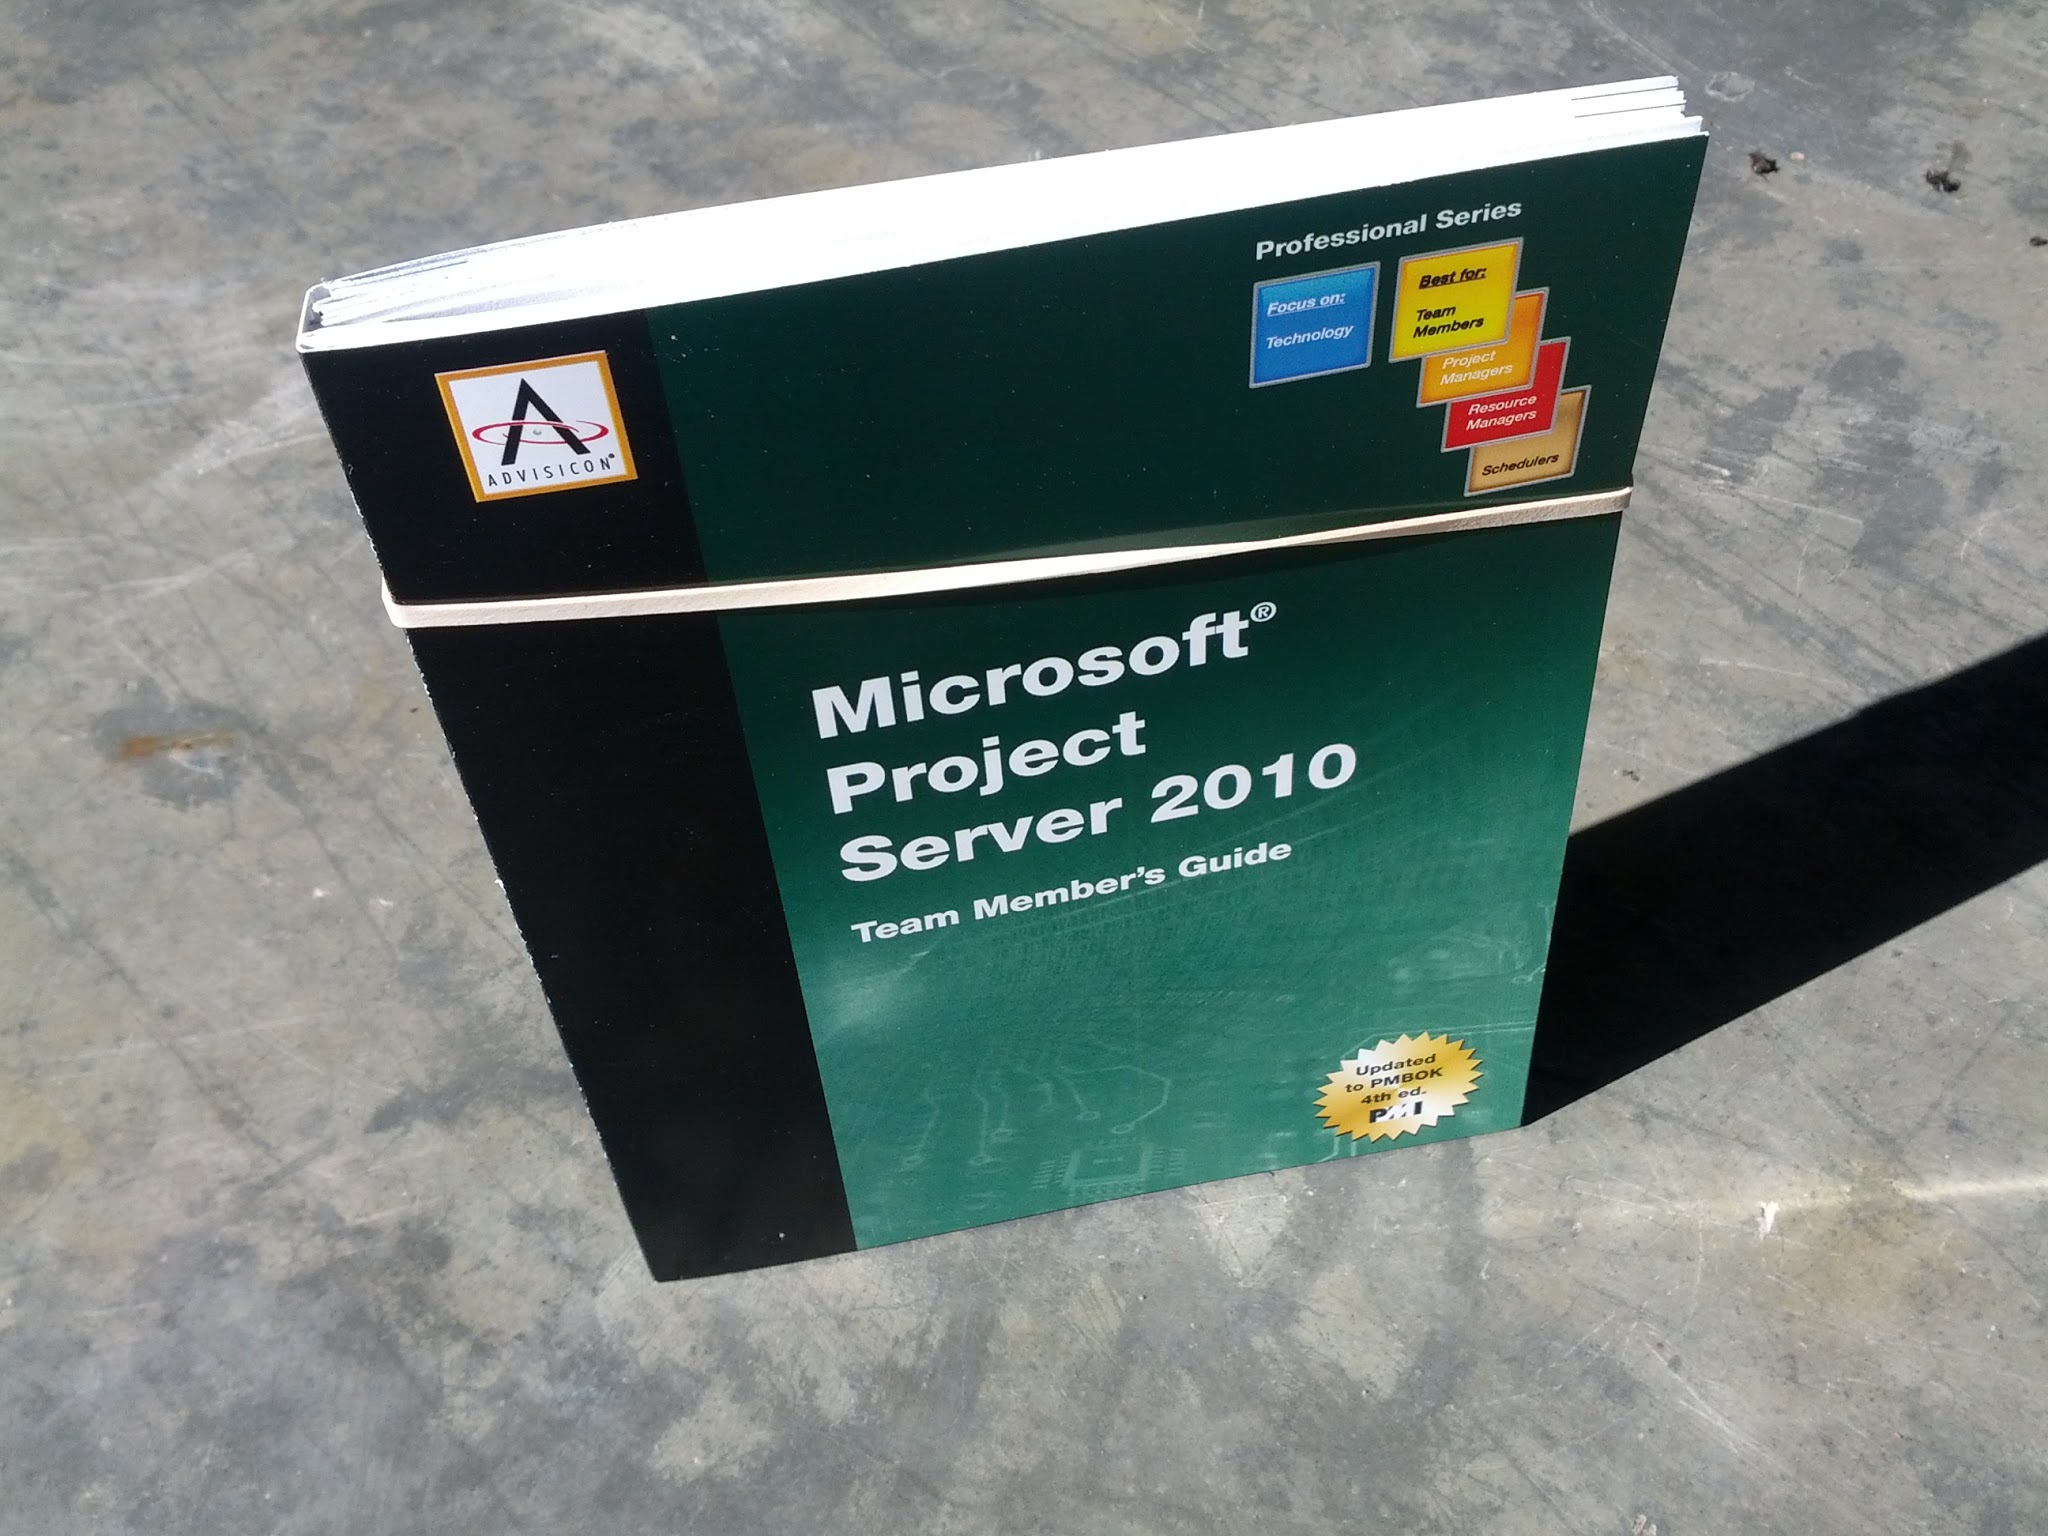 Professional Series
Focus on:
Technology
Best for:
Team
Members
Project
Managers
Resource
Managers
Schedulers
ADVISICON®
Microsoft®
Project
Server 2010
Team Member's Guide
Updated
to PMBOK
4th ed.
PMI